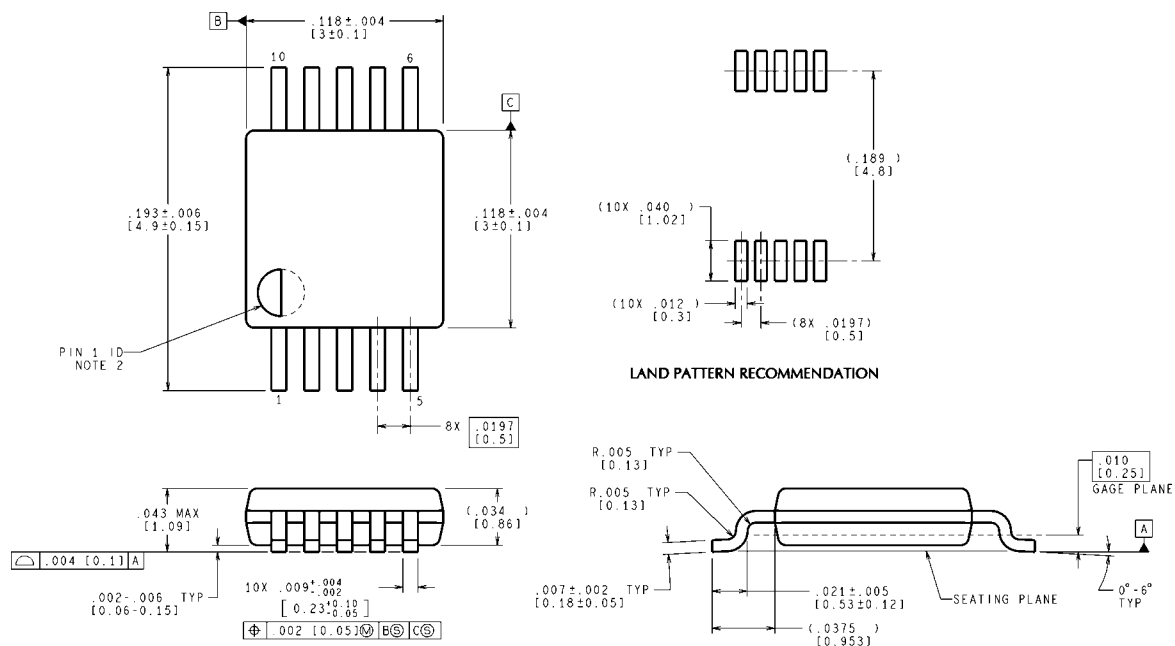 B
.118±.004
[3±0.1]
10
6
C
.193±.006
[4.9±0.15]
.118±.004
[3±0.1]
PIN 1 ID
NOTE 2
1
5
8X .0197
[0.5]
(.189 )
[4.8]
(10X .040 )
[1.02]
(10X .012 )
[0.3]
(8X .0197)
[0.5]
LAND PATTERN RECOMMENDATION
.043 MAX
[1.09]
(.034 )
[0.86]
.004 [0.1] A
.002-.006 TYP
[0.06-0.15]
10X .009+.004
-.002
[0.23+0.10
-0.05]
.002 [0.05]Ⓜ BⓈ CⓈ
R.005 TYP
[0.13]
R.005 TYP
[0.13]
.010
[0.25]
GAGE PLANE
A
.007±.002 TYP
[0.18±0.05]
.021±.005
[0.53±0.12]
SEATING PLANE
0°-6°
TYP
(.0375 )
[0.953]